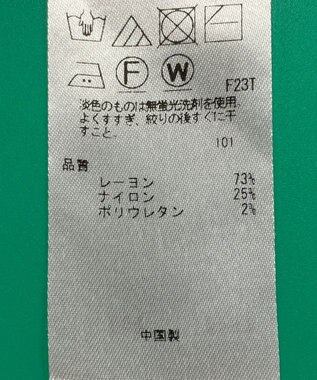 F W F23T
淡色のものは無蛍光洗剤を使用。
よくすすぎ、絞りの後すぐに干
すこと。
101
品質
レーヨン 73%
ナイロン 25%
ポリウレタン 2%
中国製